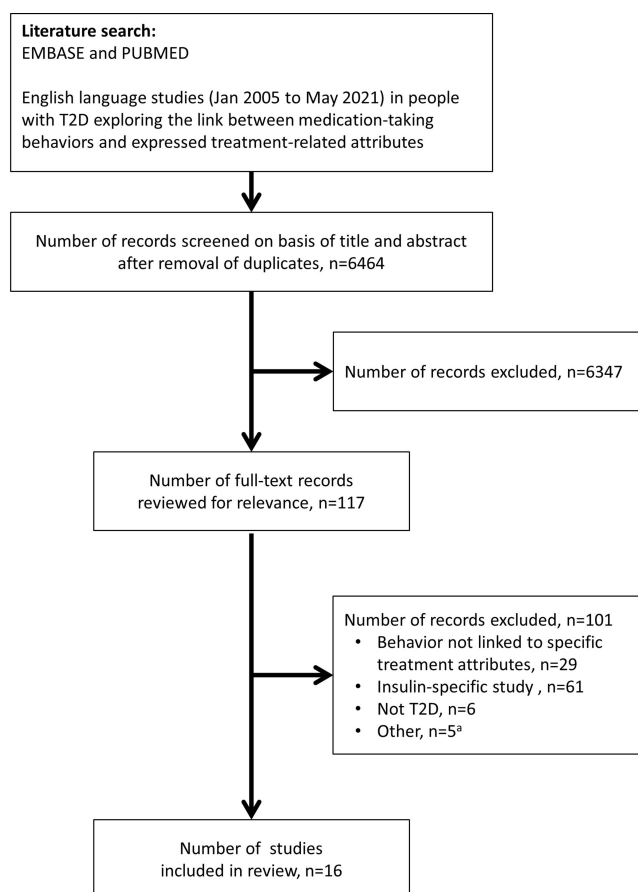 Literature search:
EMBASE and PUBMED
English language studies (Jan 2005 to May 2021) in people
with T2D exploring the link between medication-taking
behaviors and expressed treatment-related attributes
Number of records screened on basis of title and abstract
after removal of duplicates, n=6464
Number of records excluded, n=6347
Number of full-text records
reviewed for relevance, n=117
Number of records excluded, n=101
• Behavior not linked to specific
treatment attributes, n=29
• Insulin-specific study , n=61
• Not T2D, n=6
• Other, n=5ᵃ
Number of studies
included in review, n=16